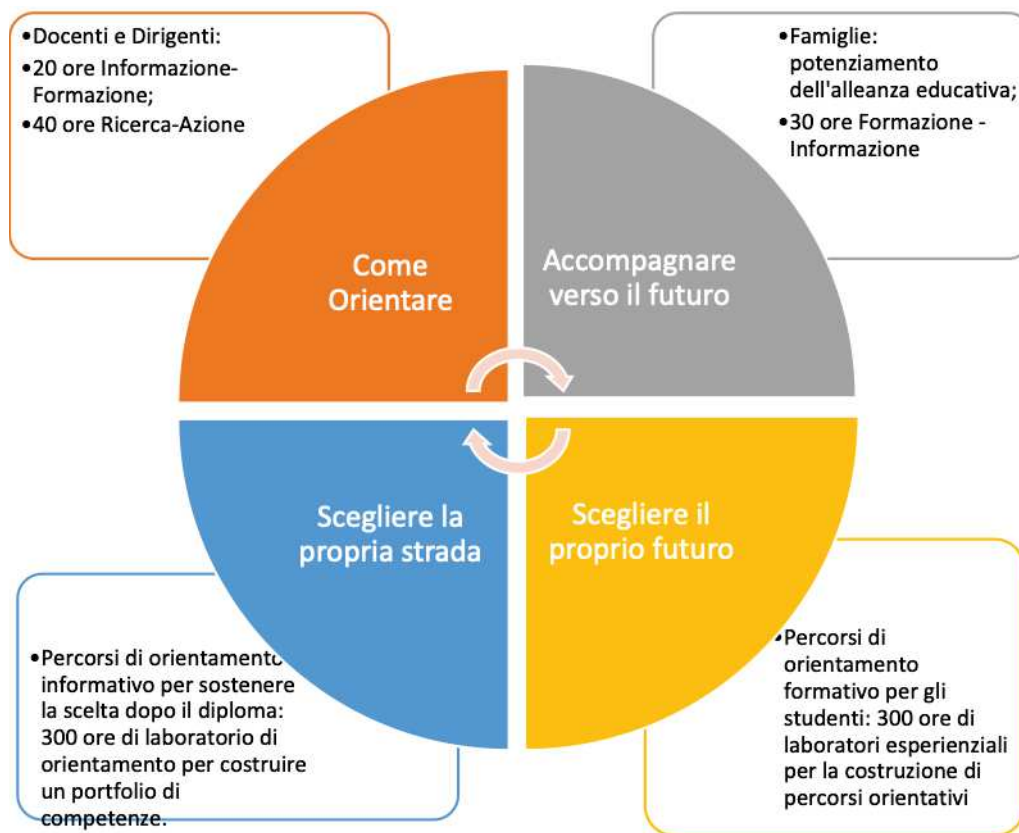 •Docenti e Dirigenti:
•20 ore Informazione-
Formazione;
•40 ore Ricerca-Azione
•Famiglie:
potenziamento
dell'alleanza educativa;
•30 ore Formazione -
Informazione
Come
Orientare
Accompagnare
verso il futuro
Scegliere la
propria strada
Scegliere il
proprio futuro
•Percorsi di orientamento
informativo per sostenere
la scelta dopo il diploma:
300 ore di laboratorio di
orientamento per costruire
un portfolio di
competenze.
•Percorsi di
orientamento
formativo per gli
studenti: 300 ore di
laboratori esperienziali
per la costruzione di
percorsi orientativi